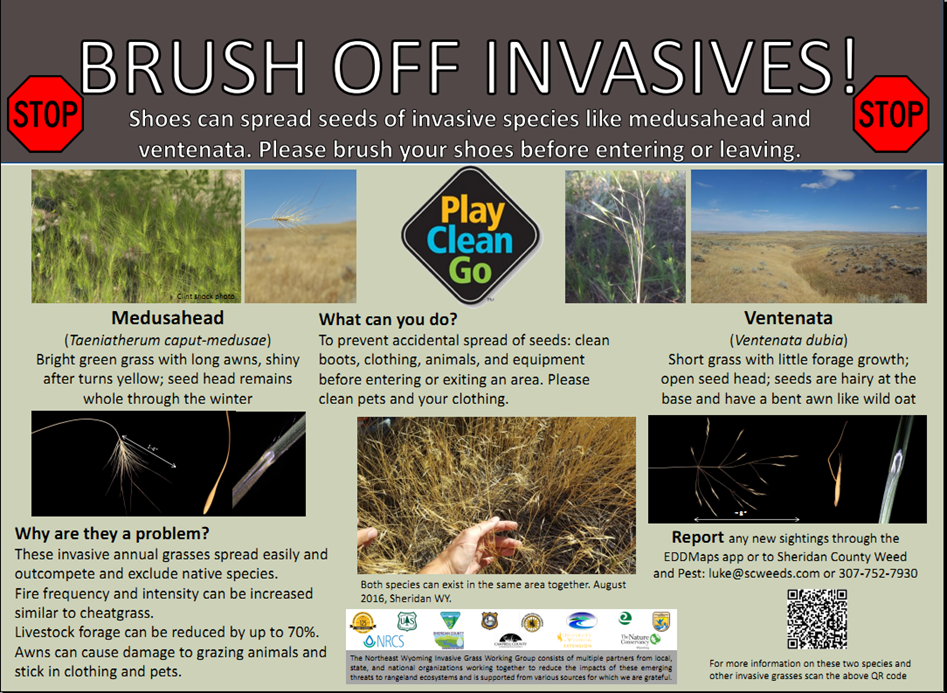 BRUSH OFF INVASIVES!
STOP
STOP
Shoes can spread seeds of invasive species like medusahead and
ventenata. Please brush your shoes before entering or leaving.
Clint shock photo
Play
Clean
Go
Medusahead
(Taeniatherum caput-medusae)
Bright green grass with long awns, shiny
after turns yellow; seed head remains
whole through the winter
What can you do?
To prevent accidental spread of seeds: clean
boots, clothing, animals, and equipment
before entering or exiting an area. Please
clean pets and your clothing.
Ventenata
(Ventenata dubia)
Short grass with little forage growth;
open seed head; seeds are hairy at the
base and have a bent awn like wild oat
Why are they a problem?
These invasive annual grasses spread easily and
outcompete and exclude native species.
Fire frequency and intensity can be increased
similar to cheatgrass.
Livestock forage can be reduced by up to 70%.
Awns can cause damage to grazing animals and
stick in clothing and pets.
Both species can exist in the same area together. August
2016, Sheridan WY.
NRCS
The Nature
Conservancy
The Northeast Wyoming Invasive Grass Working Group consists of multiple partners from local,
state, and national organizations working together to reduce the impacts of these emerging
threats to rangeland ecosystems and is supported from various sources for which we are grateful.
Report any new sightings through the
EDDMaps app or to Sheridan County Weed
and Pest: luke@scweeds.com or 307-752-7930
For more information on these two species and
other invasive grasses scan the above QR code